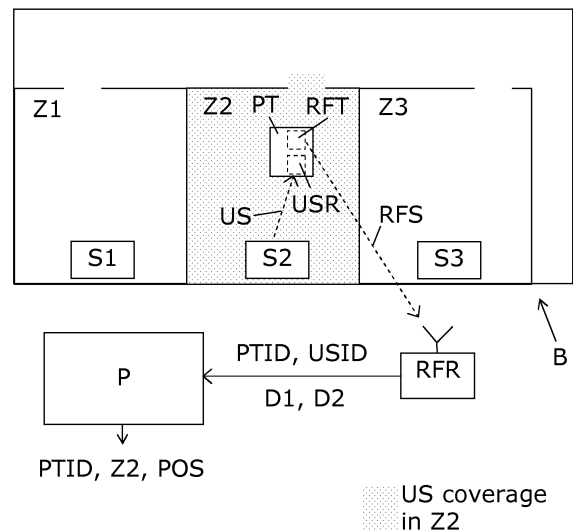 Z1
Z2
PT
RFT
Z3
US
USR
RFS
S1
S2
S3
B
P
PTID, USID
D1, D2
RFR
PTID, Z2, POS
US coverage
in Z2